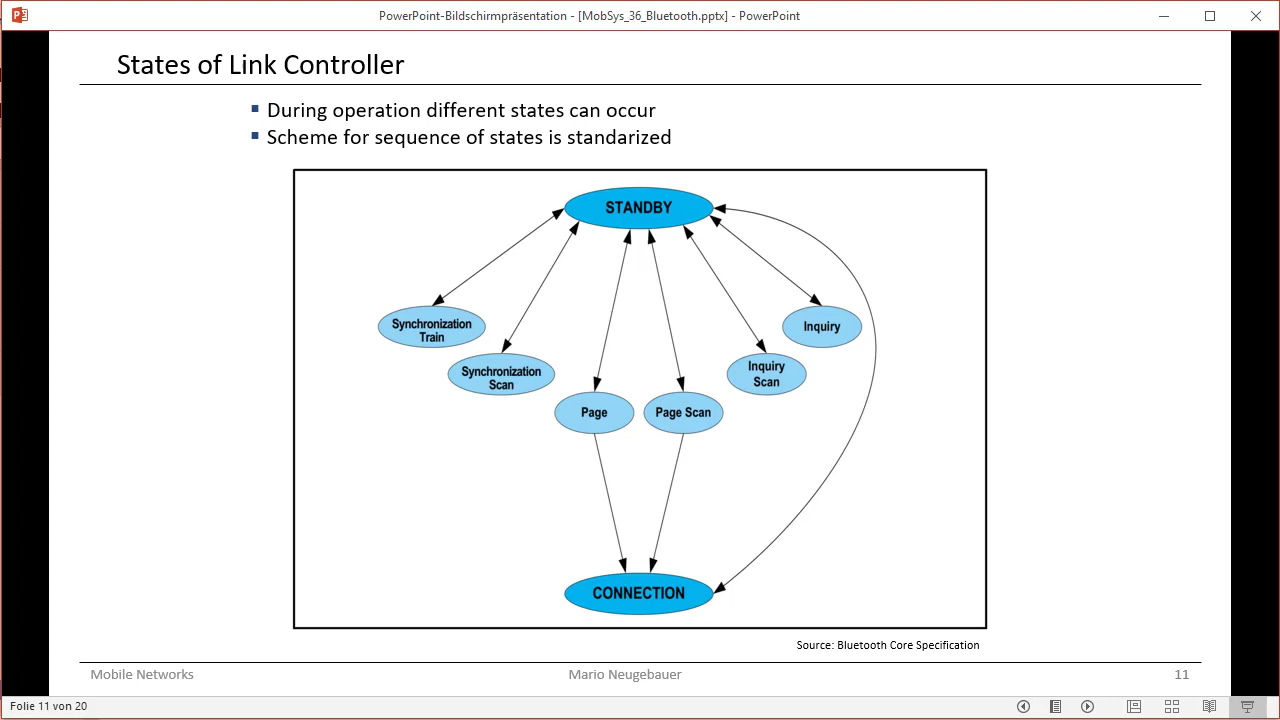 PowerPoint-Bildschirmpräsentation - [MobSys_36_Bluetooth.pptx] - PowerPoint
States of Link Controller
During operation different states can occur
Scheme for sequence of states is standarized
STANDBY
Synchronization
Train
Inquiry
Synchronization
Scan
Inquiry
Scan
Page
Page Scan
CONNECTION
Source: Bluetooth Core Specification
Mobile Networks
Mario Neugebauer
11
Folie 11 von 20